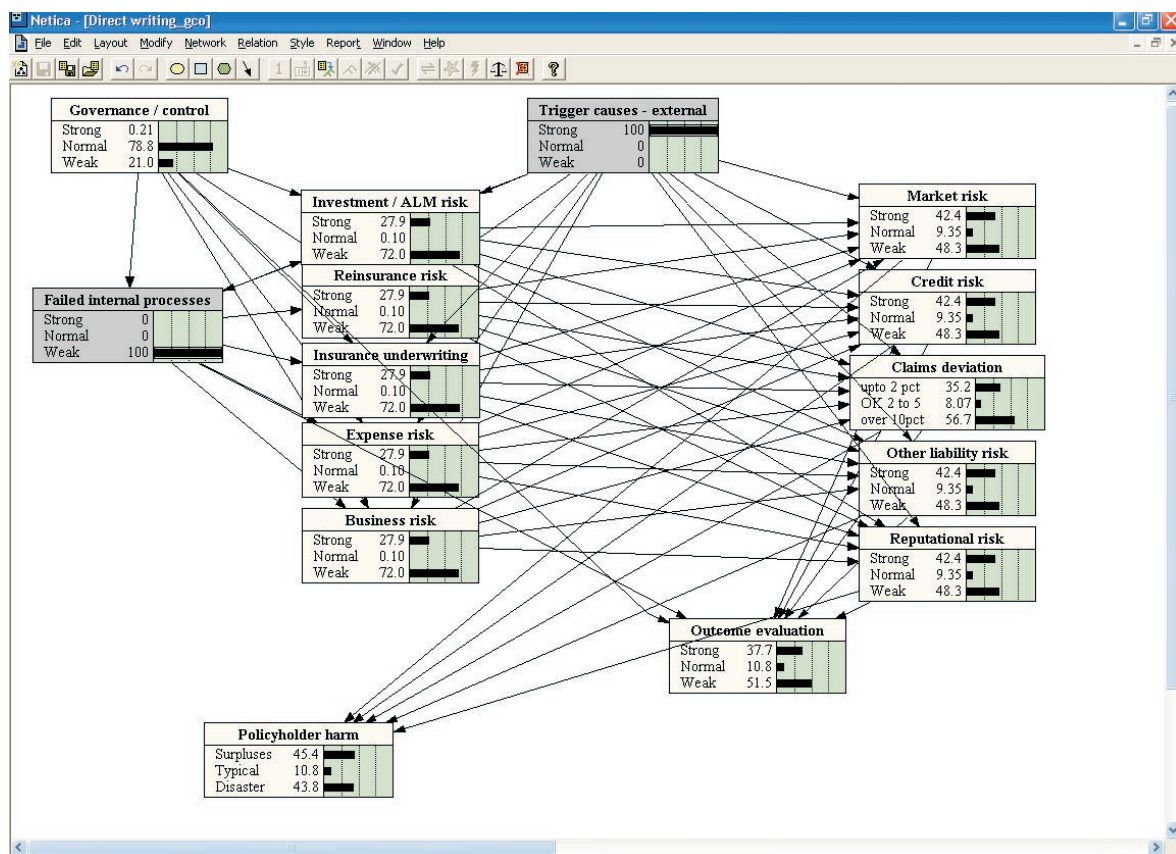 Netica - [Direct writing_gco]
File Edit Layout Modify Network Relation Style Report Window Help
Governance / control
Strong 0.21
Normal 78.8
Weak 21.0
Trigger causes - external
Strong 100
Normal 0
Weak 0
Investment / ALM risk
Strong 27.9
Normal 0.10
Weak 72.0
Market risk
Strong 42.4
Normal 9.35
Weak 48.3
Reinsurance risk
Strong 27.9
Normal 0.10
Weak 72.0
Credit risk
Strong 42.4
Normal 9.35
Weak 48.3
Failed internal processes
Strong 0
Normal 0
Weak 100
Insurance underwriting
Strong 27.9
Normal 0.10
Weak 72.0
Claims deviation
upto 2 pct 35.2
OK 2 to 5 8.07
over 10pct 56.7
Expense risk
Strong 27.9
Normal 0.10
Weak 72.0
Other liability risk
Strong 42.4
Normal 9.35
Weak 48.3
Business risk
Strong 27.9
Normal 0.10
Weak 72.0
Reputational risk
Strong 42.4
Normal 9.35
Weak 48.3
Outcome evaluation
Strong 37.7
Normal 10.8
Weak 51.5
Policyholder harm
Surpluses 45.4
Typical 10.8
Disaster 43.8